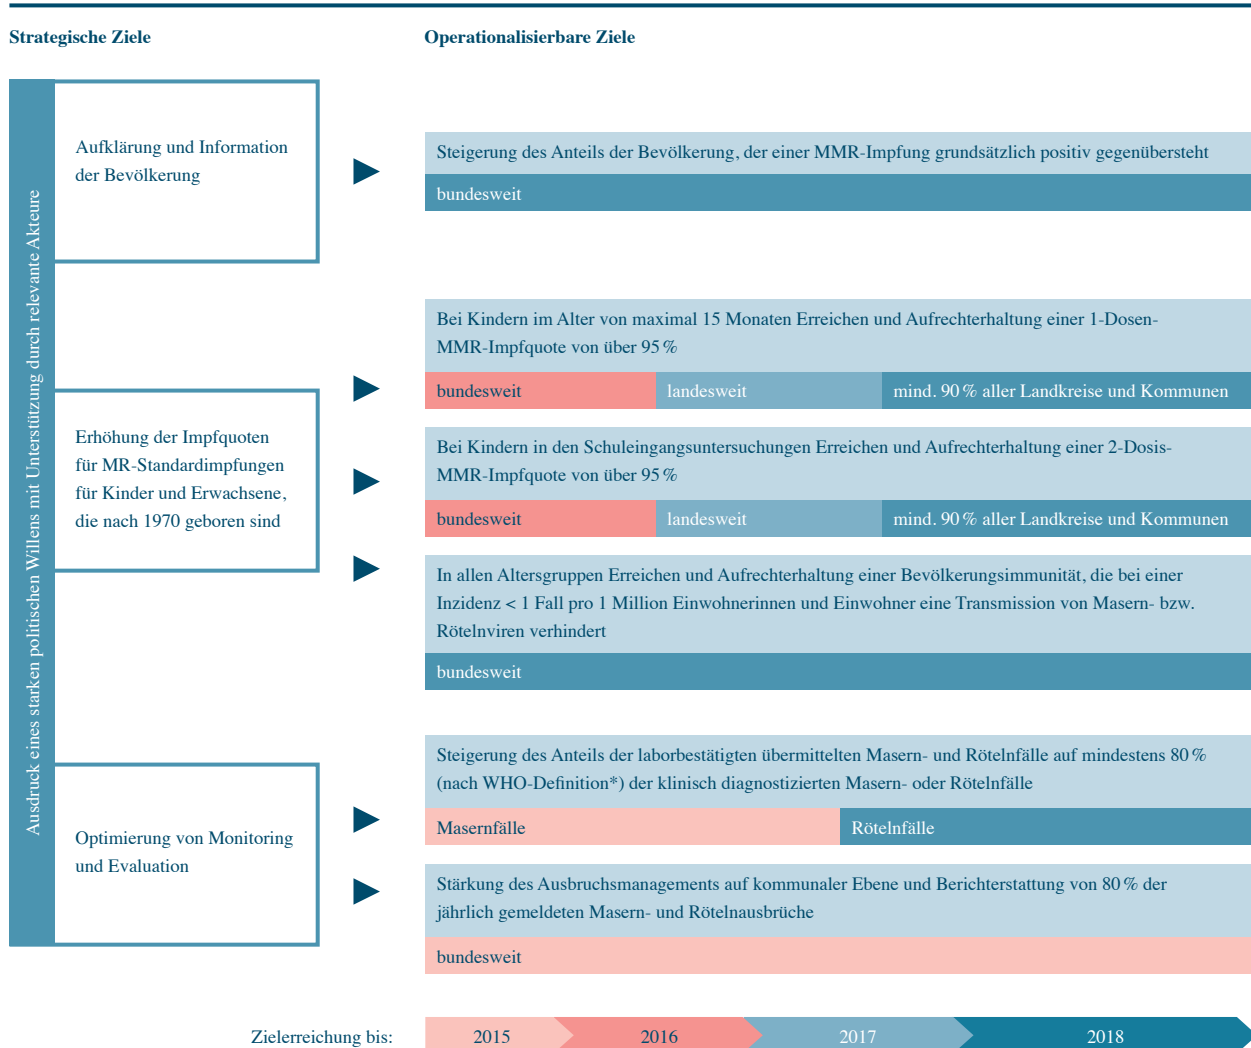 Strategische Ziele
Operationalisierbare Ziele
Ausdruck eines starken politischen Willens mit Unterstützung durch relevante Akteure
Aufklärung und Information
der Bevölkerung
Steigerung des Anteils der Bevölkerung, der einer MMR-Impfung grundsätzlich positiv gegenübersteht
bundesweit
Erhöhung der Impfquoten
für MR-Standardimpfungen
für Kinder und Erwachsene,
die nach 1970 geboren sind
Bei Kindern im Alter von maximal 15 Monaten Erreichen und Aufrechterhaltung einer 1-Dosen-
MMR-Impfquote von über 95 %
bundesweit
landesweit
mind. 90 % aller Landkreise und Kommunen
Bei Kindern in den Schuleingangsuntersuchungen Erreichen und Aufrechterhaltung einer 2-Dosis-
MMR-Impfquote von über 95 %
bundesweit
landesweit
mind. 90 % aller Landkreise und Kommunen
In allen Altersgruppen Erreichen und Aufrechterhaltung einer Bevölkerungsimmunität, die bei einer
Inzidenz < 1 Fall pro 1 Million Einwohnerinnen und Einwohner eine Transmission von Masern- bzw.
Rötelnviren verhindert
bundesweit
Optimierung von Monitoring
und Evaluation
Steigerung des Anteils der laborbestätigten übermittelten Masern- und Rötelnfälle auf mindestens 80 %
(nach WHO-Definition*) der klinisch diagnostizierten Masern- oder Rötelnfälle
Masernfälle
Rötelnfälle
Stärkung des Ausbruchsmanagements auf kommunaler Ebene und Berichterstattung von 80 % der
jährlich gemeldeten Masern- und Rötelnausbrüche
bundesweit
Zielerreichung bis:
2015
2016
2017
2018